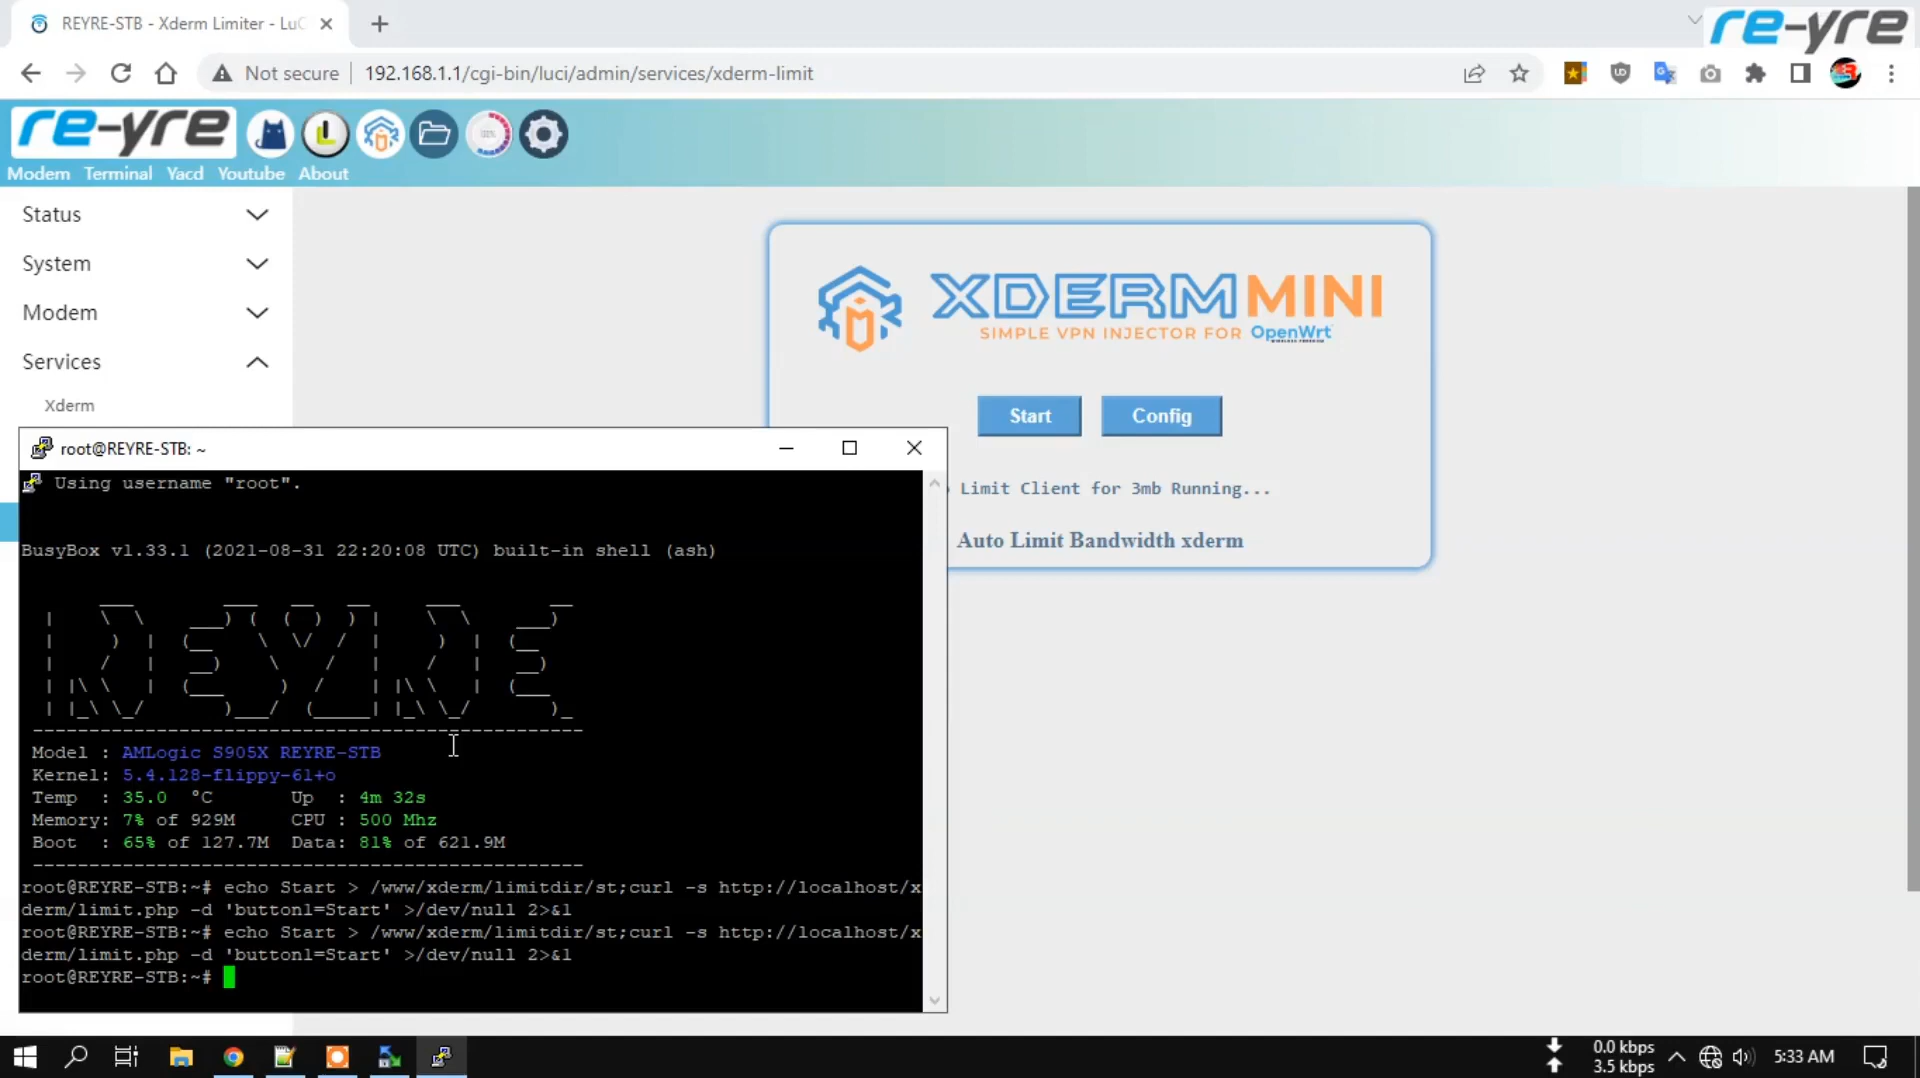 REYRE-STB - Xderm Limiter - LuC
re-yre
Not secure
192.168.1.1/cgi-bin/luci/admin/services/xderm-limit
re-yre
100%
Modem Terminal Yacd Youtube About
Status
System
Modem
Services
Xderm
XDERM MINI
SIMPLE VPN INJECTOR FOR OpenWrt
Start
Config
Limit Client for 3mb Running...
Auto Limit Bandwidth xderm
root@REYRE-STB: ~
Using username "root".
BusyBox v1.33.1 (2021-08-31 22:20:08 UTC) built-in shell (ash)
REYRE
Model : AMLogic S905X REYRE-STB
Kernel: 5.4.128-flippy-61+o
Temp : 35.0 °C Up : 4m 32s
Memory: 7% of 929M CPU : 500 Mhz
Boot : 65% of 127.7M Data: 81% of 621.9M
root@REYRE-STB:~# echo Start > /www/xderm/limitdir/st;curl -s http://localhost/x
derm/limit.php -d 'button1=Start' >/dev/null 2>&1
root@REYRE-STB:~# echo Start > /www/xderm/limitdir/st;curl -s http://localhost/x
derm/limit.php -d 'button1=Start' >/dev/null 2>&1
root@REYRE-STB:~#
0.0 kbps
3.5 kbps
5:33 AM